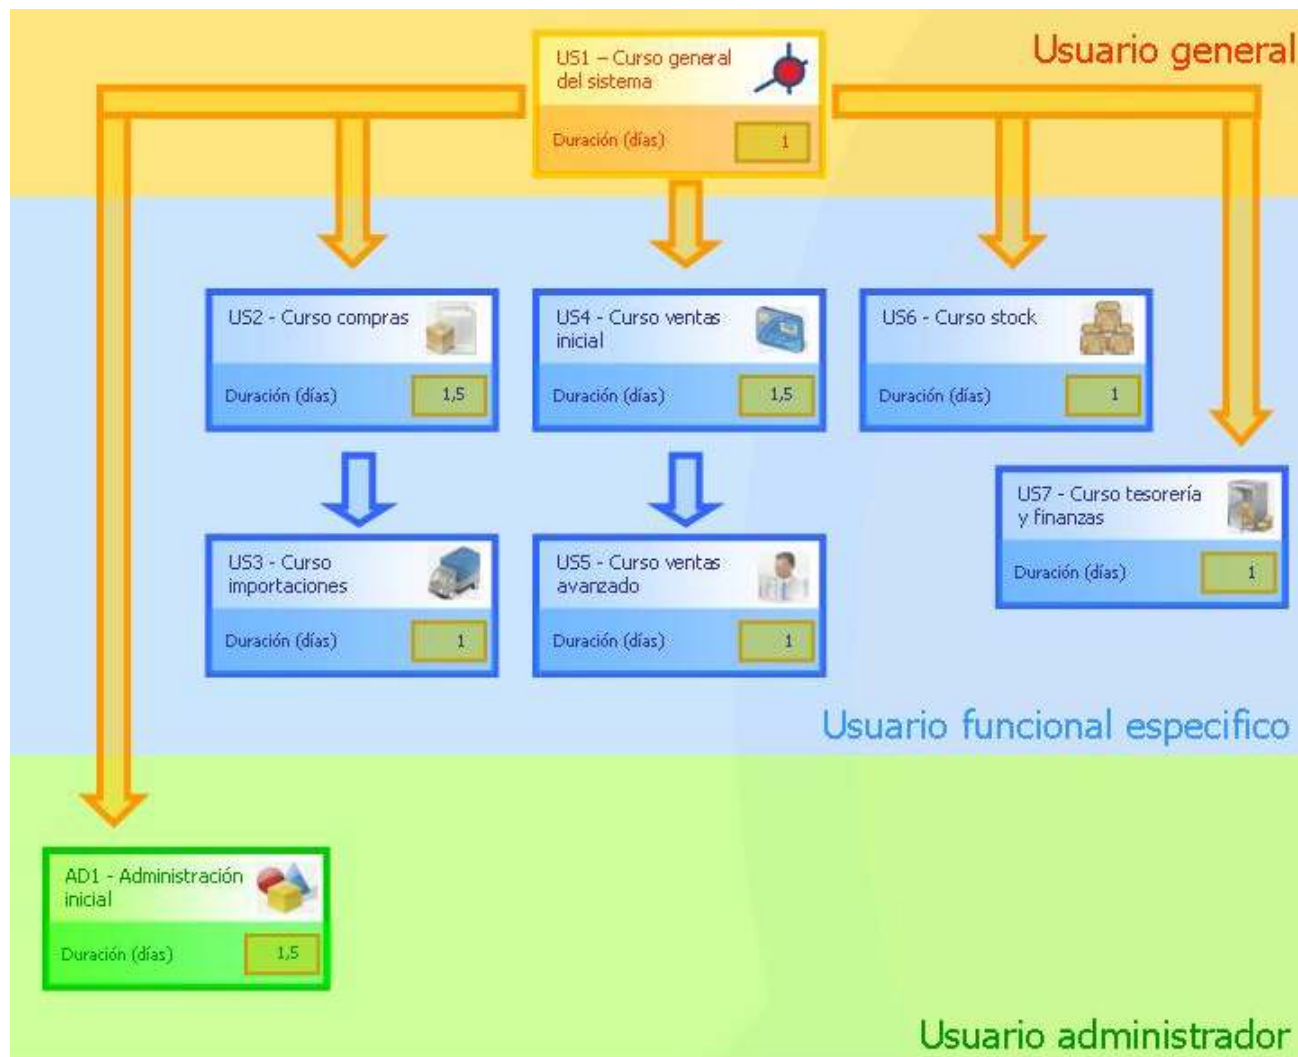 Usuario general
US1 – Curso general
del sistema
Duración (días)
1
US2 - Curso compras
Duración (días)
1,5
US4 - Curso ventas
inicial
Duración (días)
1,5
US6 - Curso stock
Duración (días)
1
US7 - Curso tesorería
y finanzas
Duración (días)
1
US3 - Curso
importaciones
Duración (días)
1
US5 - Curso ventas
avanzado
Duración (días)
1
Usuario funcional especifico
AD1 - Administración
inicial
Duración (días)
1,5
Usuario administrador